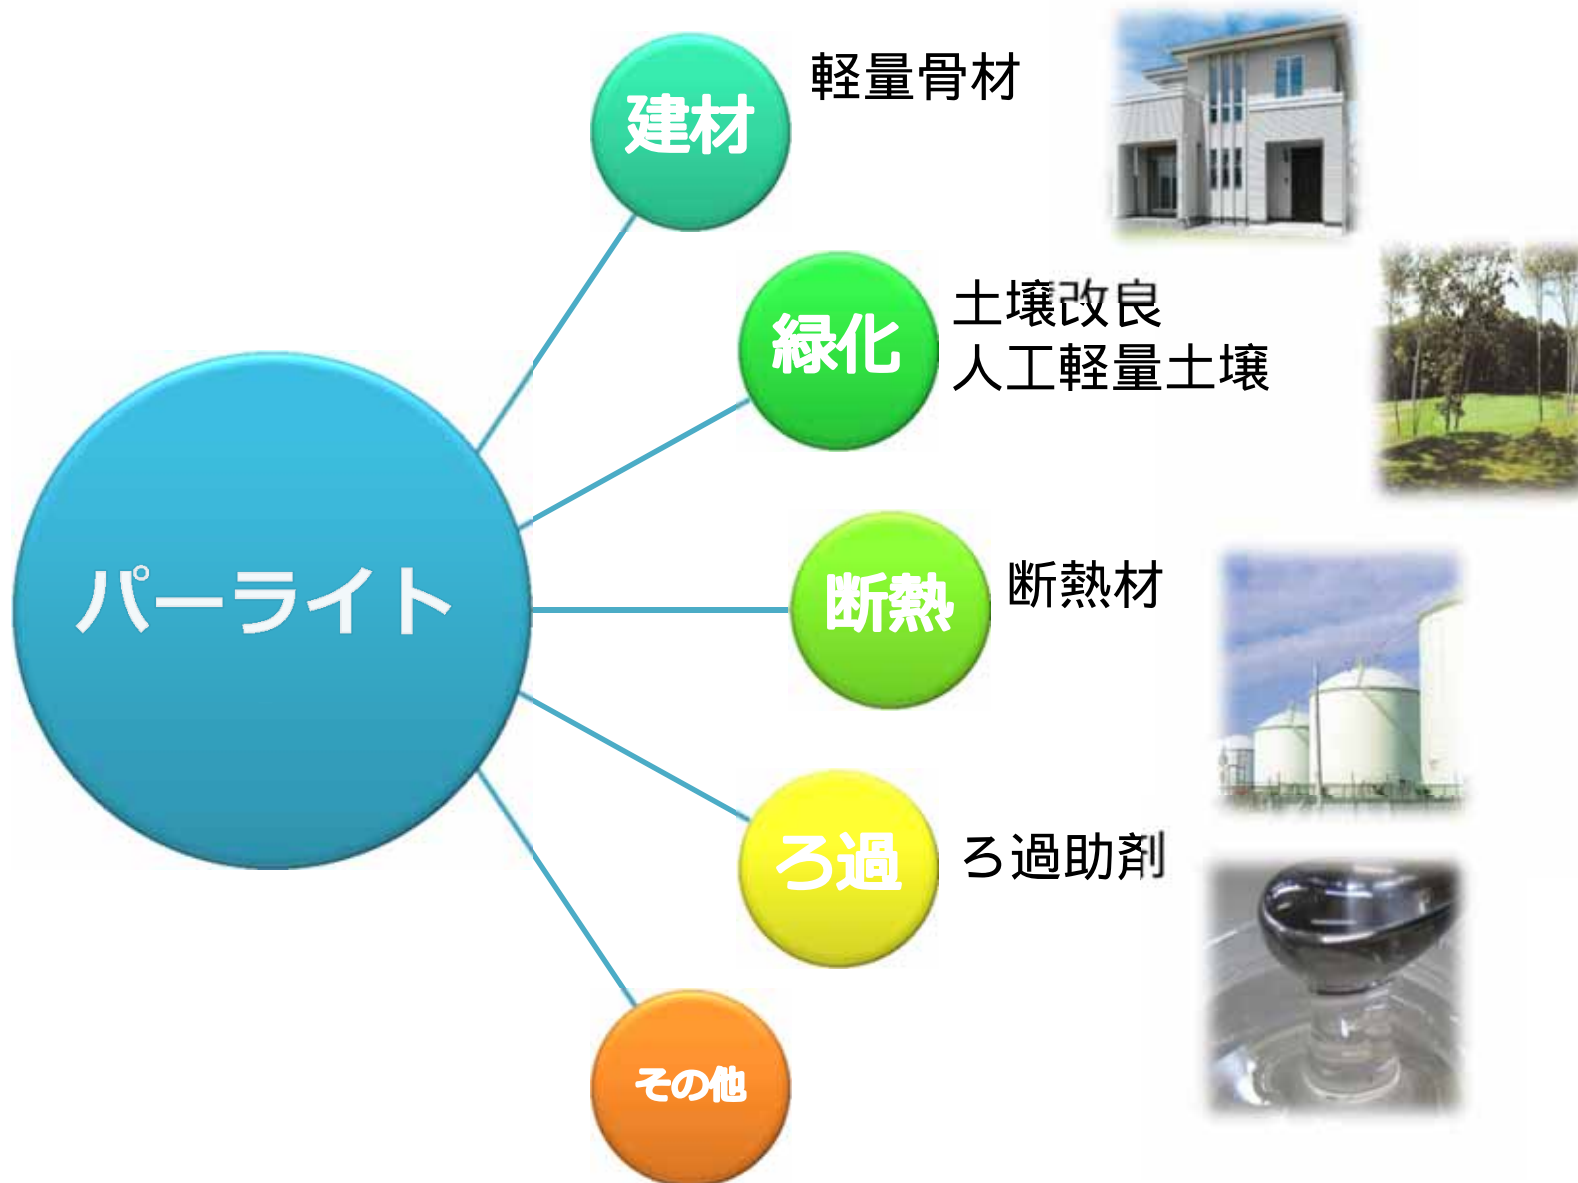 建材
軽量骨材
緑化
土壌改良
人工軽量土壌
パーライト
断熱
断熱材
ろ過
ろ過助剤
その他